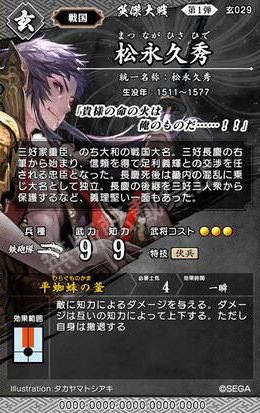 玄
戦国
英傑大戦
第1弾
玄029
まつ なが ひさ ひで
松永久秀
統一名称：松永久秀
生没年：1511〜1577
「貴様の命の火は
俺のものだ……！！」
三好家重臣。のち大和の戦国大名。三好長慶の右
筆から始まり、信頼を得て足利義輝との交渉を任
される忠臣となった。長慶死後は畿内の混乱に乗
じ大名として独立。長慶の後継を三好三人衆から
保護するなど、義理堅い一面もあった。
兵種
武力
知力
武将コスト
鉄砲隊
9
9
特技
伏兵
ひらぐものかま
平蜘蛛の釜
必要士気
4
効果時間
一瞬
効果範囲
敵に知力によるダメージを与える。ダメー
ジは互いの知力によって上下する。ただし
自身は撤退する
Illustration:タカヤマトシアキ
©SEGA
0000-0000-0000-0000-0000